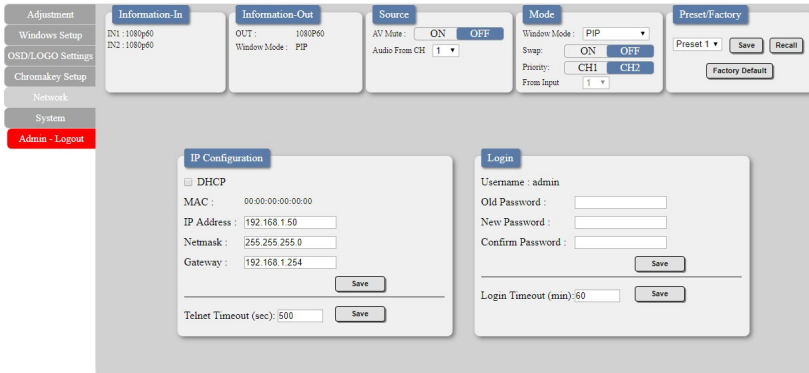 Adjustment
Windows Setup
OSD/LOGO Settings
Chromakey Setup
Network
System
Admin - Logout
Information-In
IN1 : 1080p60
IN2 : 1080p60
Information-Out
OUT : 1080P60
Window Mode : PIP
Source
AV Mute : ON OFF
Audio From CH 1
Mode
Window Mode : PIP
Swap: ON OFF
Priority: CH1 CH2
From Input 1
Preset/Factory
Preset 1 Save Recall
Factory Default
IP Configuration
DHCP
MAC : 00:00:00:00:00:00
IP Address : 192.168.1.50
Netmask : 255.255.255.0
Gateway : 192.168.1.254
Save
Telnet Timeout (sec): 500 Save
Login
Username : admin
Old Password :
New Password :
Confirm Password :
Save
Login Timeout (min): 60 Save